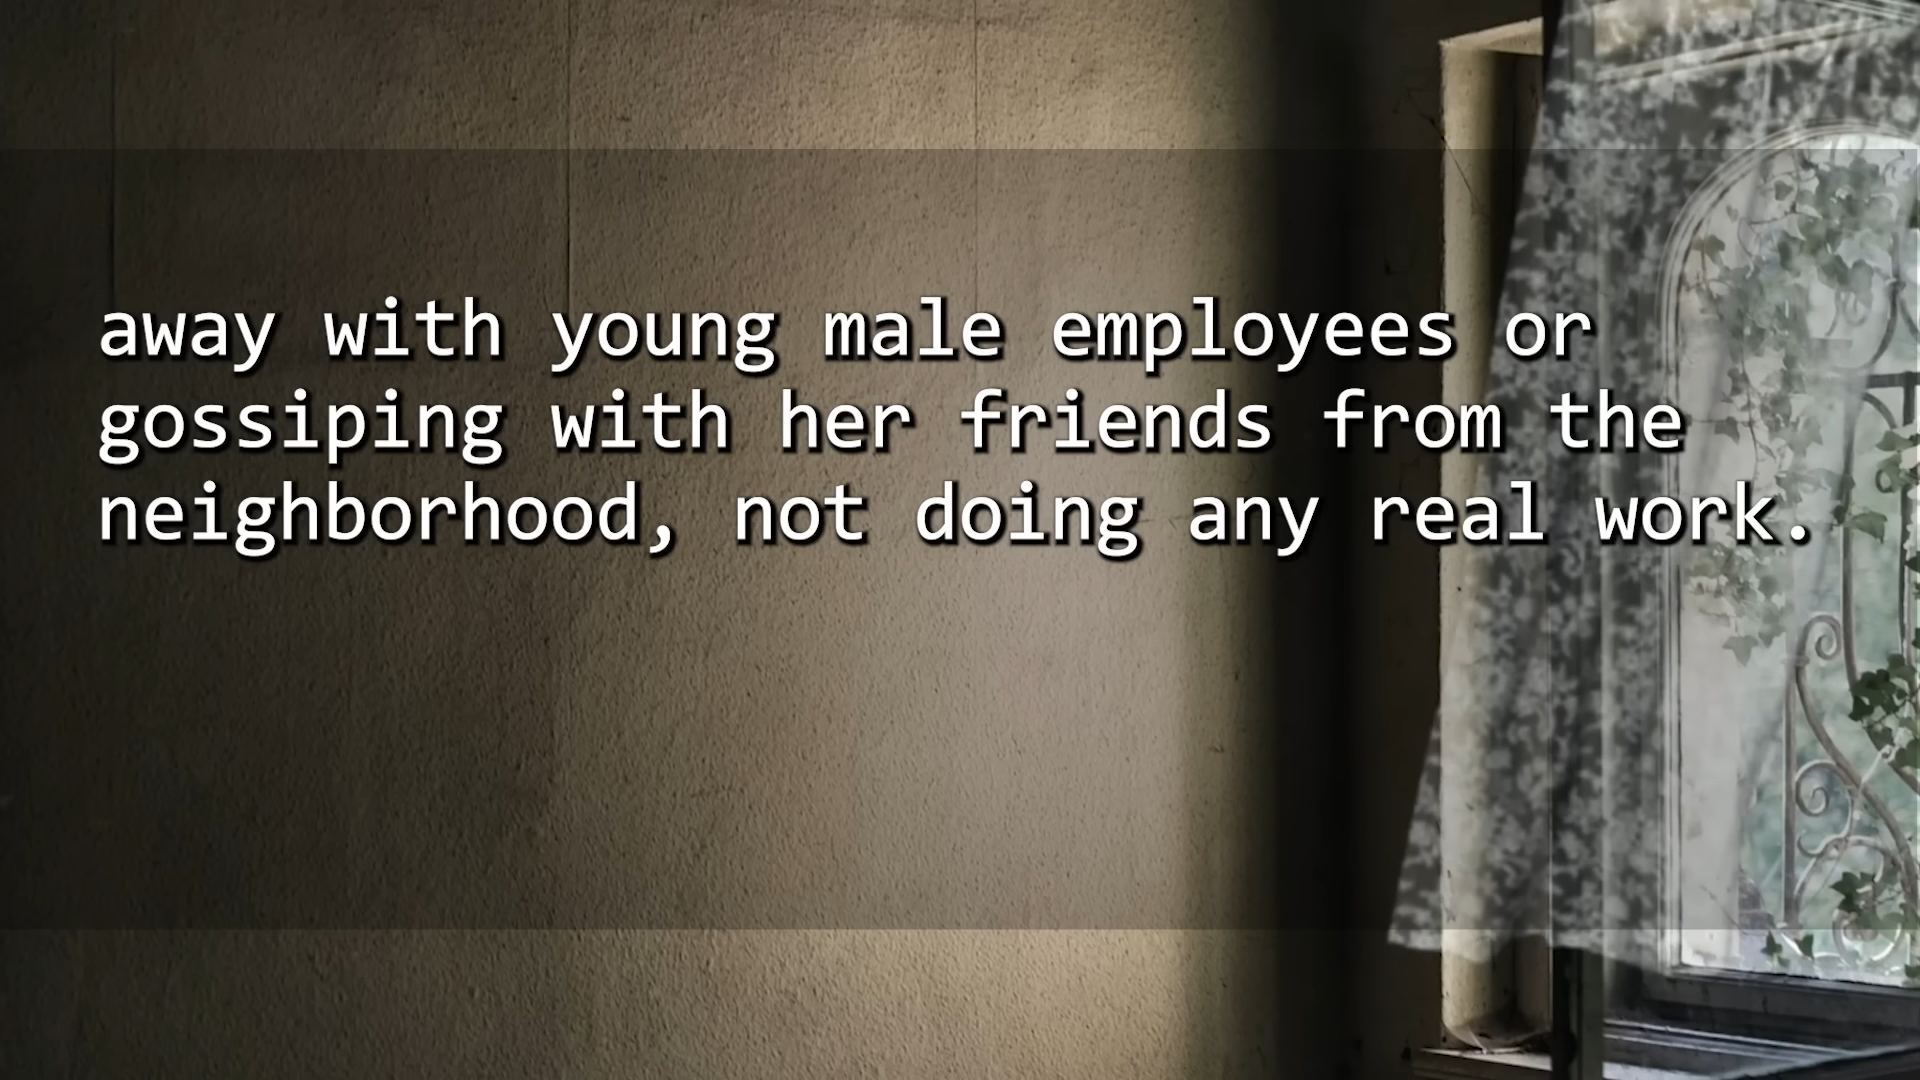 away with young male employees or
gossiping with her friends from the
neighborhood, not doing any real work.